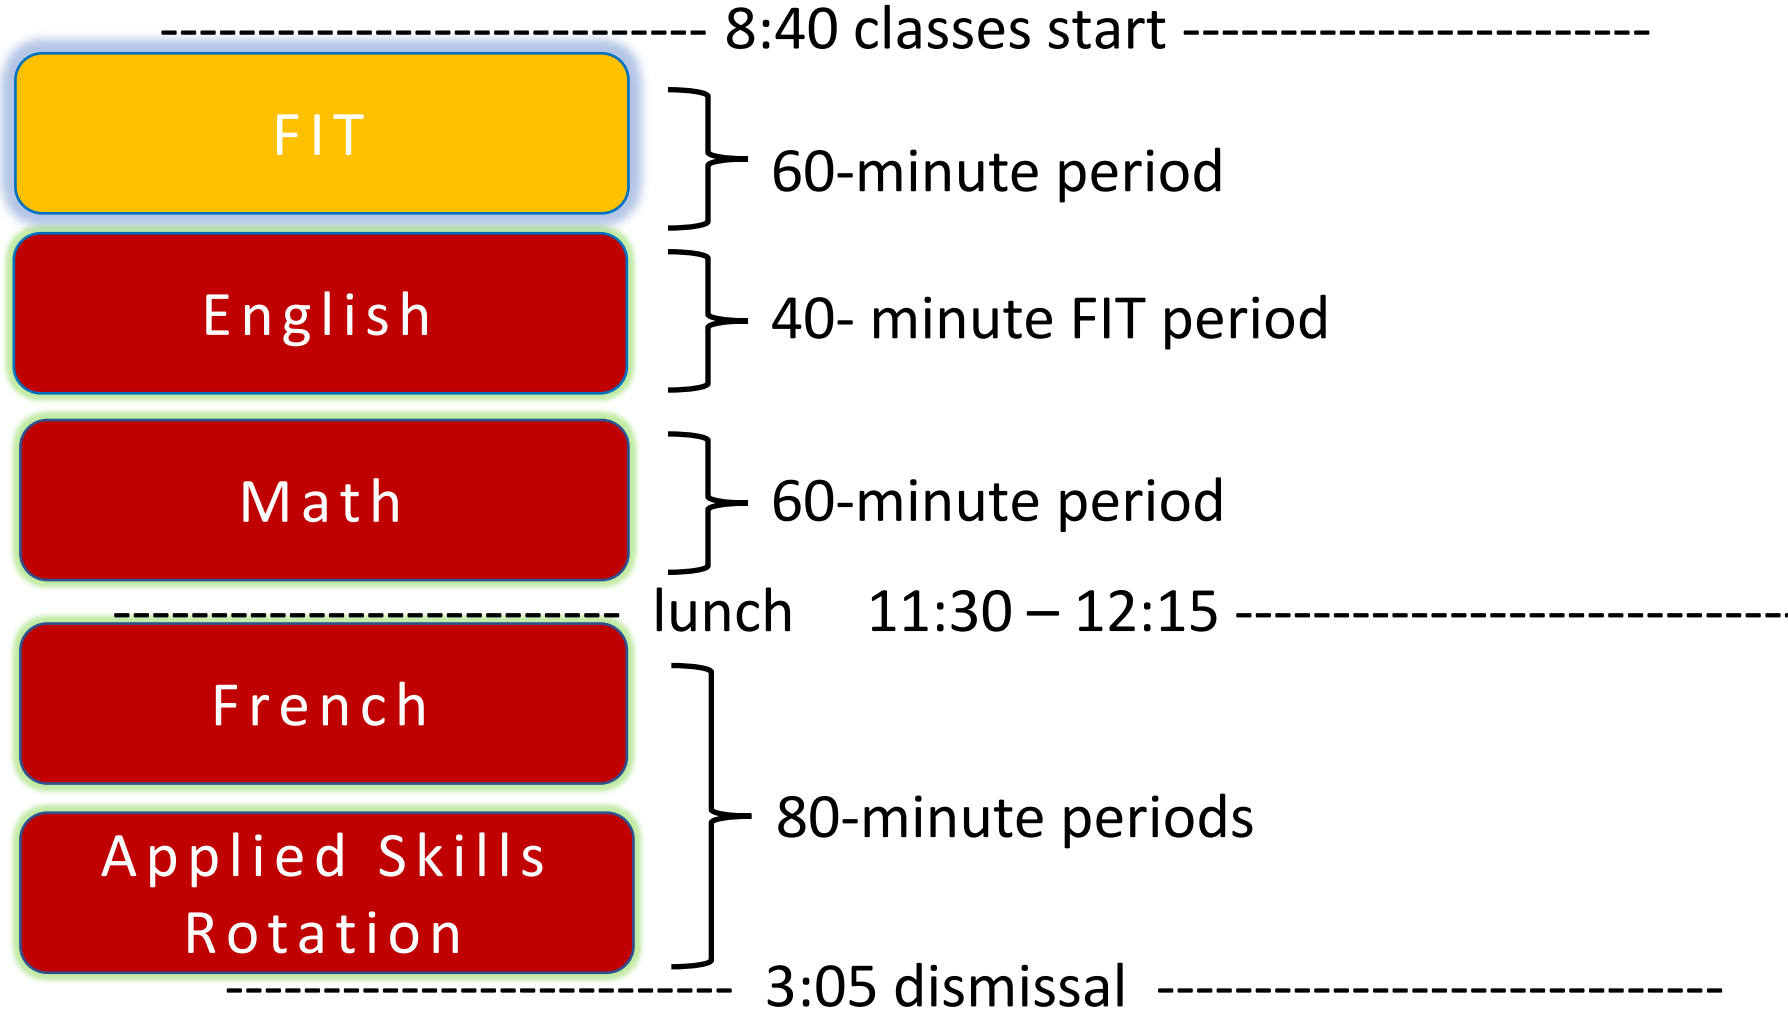 8:40 classes start
FIT
60-minute period
English
40- minute FIT period
Math
60-minute period
lunch 11:30 – 12:15
French
80-minute periods
Applied Skills
Rotation
3:05 dismissal